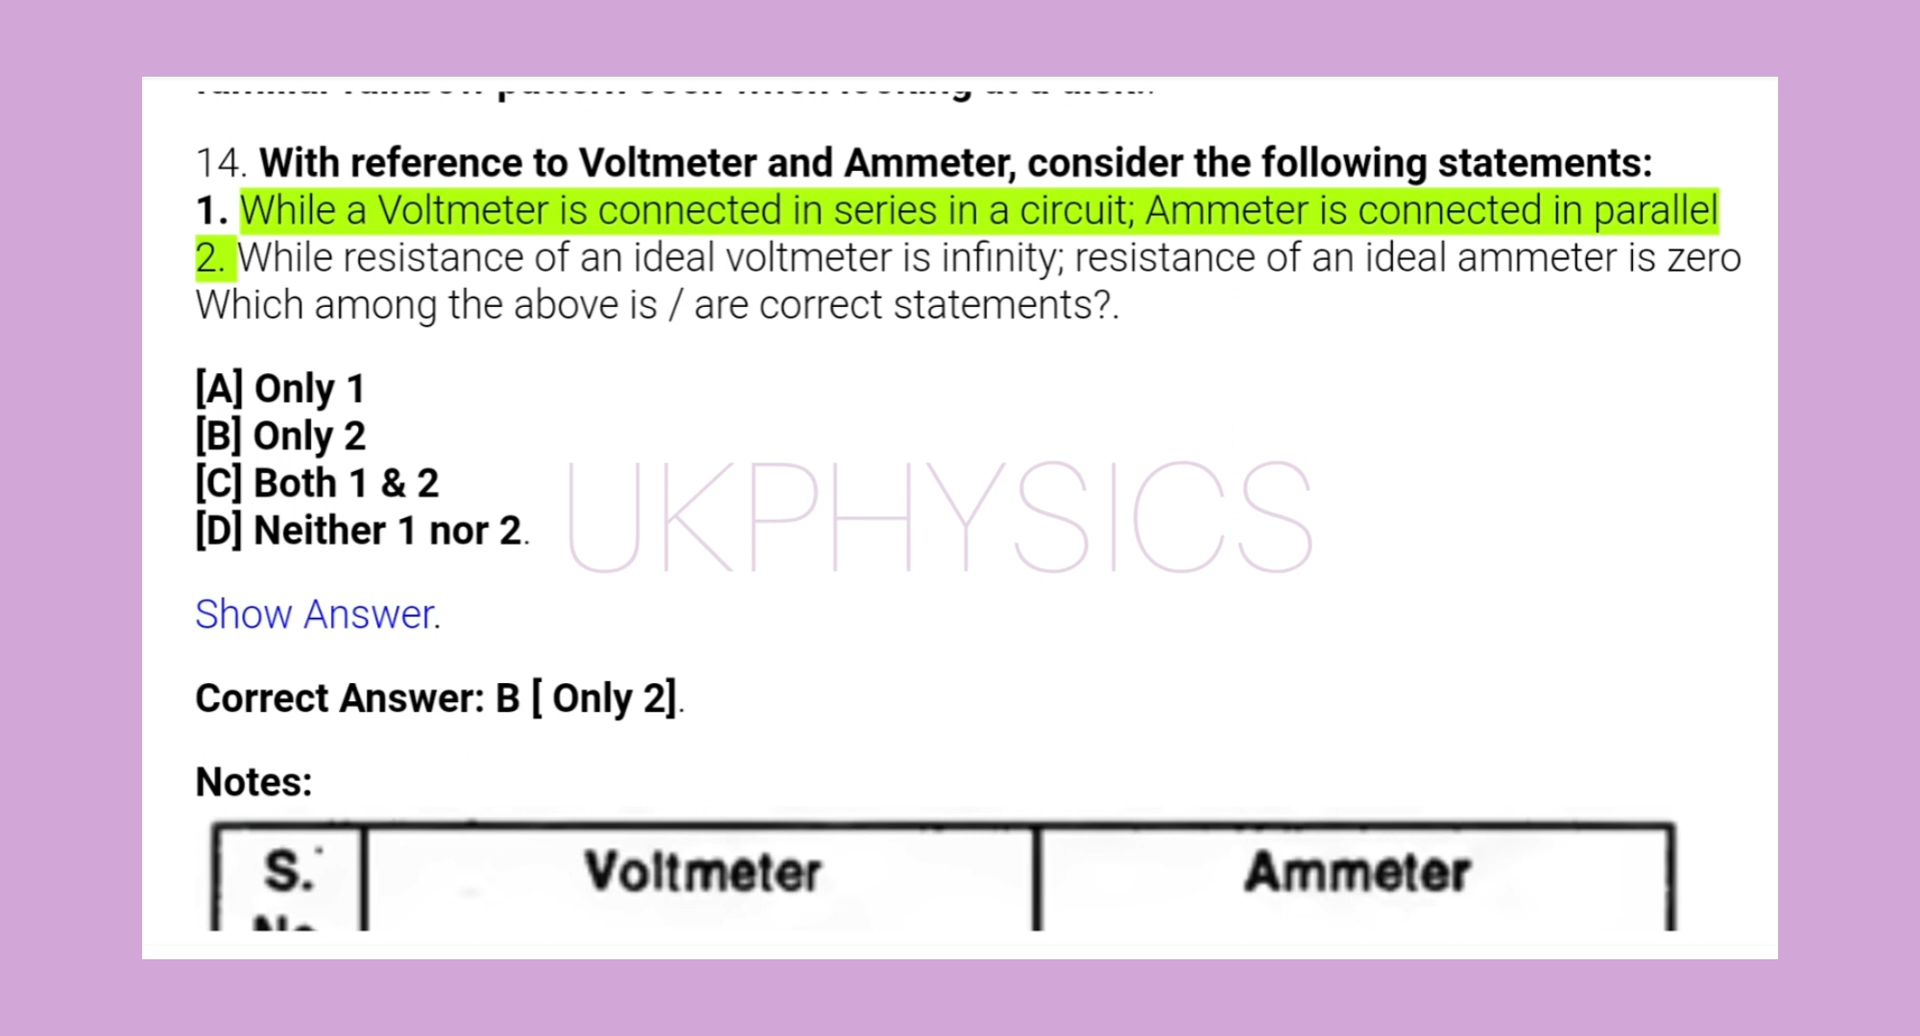 14. With reference to Voltmeter and Ammeter, consider the following statements:
1. While a Voltmeter is connected in series in a circuit; Ammeter is connected in parallel
2. While resistance of an ideal voltmeter is infinity; resistance of an ideal ammeter is zero
Which among the above is / are correct statements?.
[A] Only 1
[B] Only 2
[C] Both 1 & 2
[D] Neither 1 nor 2.
UKPHYSICS
Show Answer.
Correct Answer: B [ Only 2].
Notes:
S. Voltmeter Ammeter